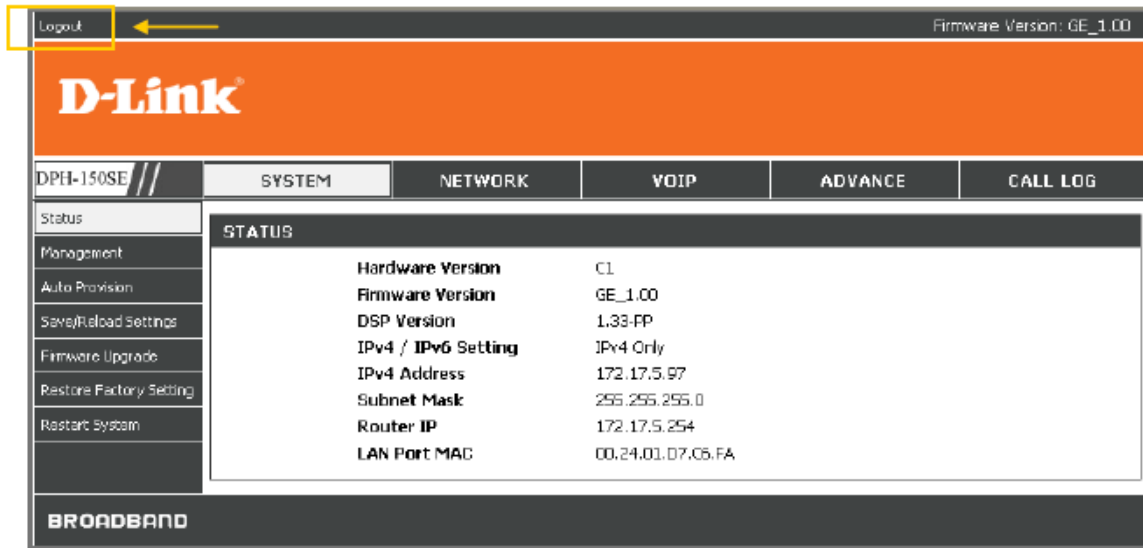 Logout
Firmware Version: GE_1.00
D-Link®
DPH-150SE
SYSTEM NETWORK VOIP ADVANCE CALL LOG
Status
Management
Auto Provision
Save/Reload Settings
Firmware Upgrade
Restore Factory Setting
Restart System
STATUS
Hardware Version C1
Firmware Version GE_1.00
DSP Version 1.33-PP
IPv4 / IPv6 Setting IPv4 Only
IPv4 Address 172.17.5.97
Subnet Mask 255.255.255.0
Router IP 172.17.5.254
LAN Port MAC 00.24.01.D7.C6.FA
BROADBAND